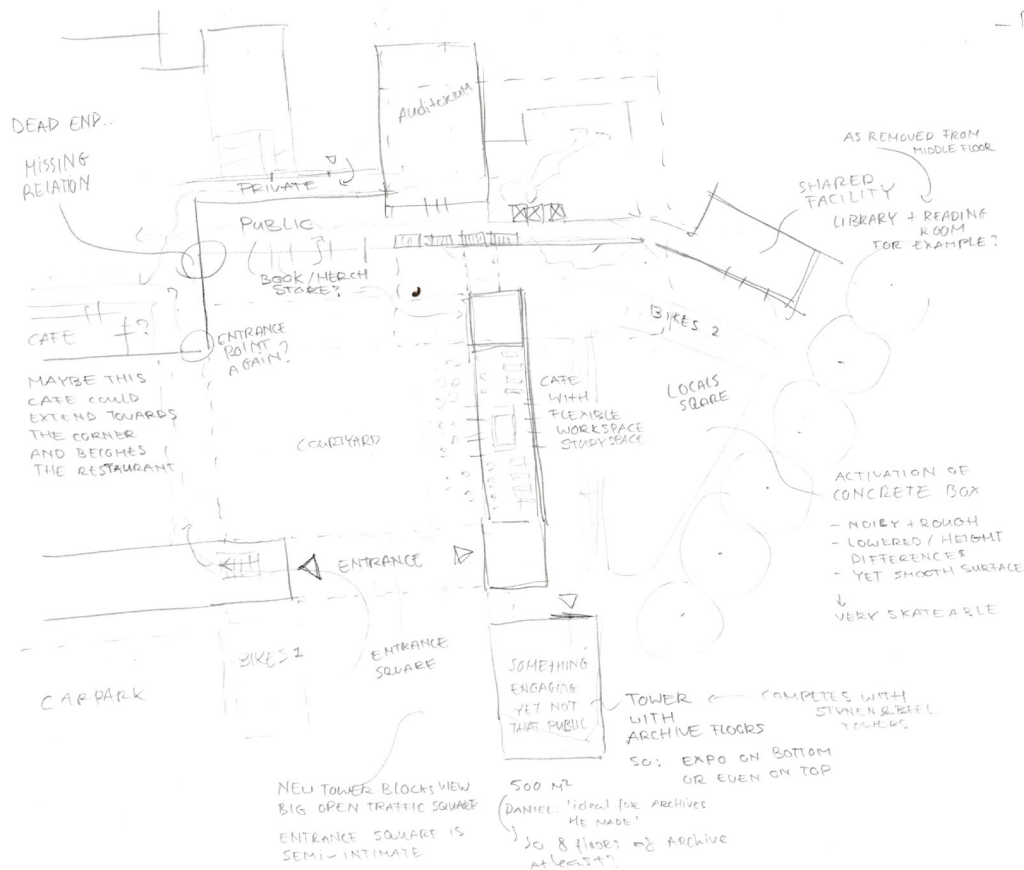 DEAD END...
MISSING
RELATION
Auditorium
PRIVATE
PUBLIC
BOOK/MERCH
STORE?
CAFE
?
?
ENTRANCE
POINT?
AGAIN?
MAYBE THIS
CAFE COULD
EXTEND TOWARDS
THE CORNER
AND BECOMES
THE RESTAURANT
COURTYARD
CAFE
WITH
FLEXIBLE
WORKSPACE
STUDYSPACE
AS REMOVED FROM
MIDDLE FLOOR
SHARED
FACILITY
LIBRARY + READING
ROOM
FOR EXAMPLE?
BIKES 2
LOCALS
SQARE
ACTIVATION OF
CONCRETE BOX
- NOISY + ROUGH
- LOWERED / HEIGHT
DIFFERENCES
- YET SMOOTH SURFACE
↓
VERY SKATEABLE
ENTRANCE
ENTRANCE
SQUARE
BIKES 1
CARPARK
SOMETHING
ENGAGING
YET NOT
THAT PUBLIC
TOWER
WITH
ARCHIVE FLOORS
SO: EXPO ON BOTTOM
OR EVEN ON TOP
COMPETES WITH
TOWERS
NEW TOWER BLOCKS VIEW
BIG OPEN TRAFFIC SQUARE
ENTRANCE SQUARE IS
SEMI-INTIMATE
500 M²
DANIEL: 'ideal for ARCHIVES
HE MADE'
So 8 floors of ARCHIVE
At least?